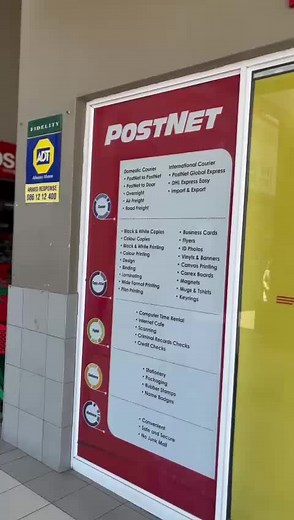 FIDELITY
ADT
ARMED RESPONSE
086 12 12 400
POSTNET
Domestic Courier
• PostNet to PostNet
• PostNet to Door
• Overnight
• Air Freight
• Road Freight
International Courier
• PostNet Global Express
• DHL Express Easy
• Import & Export
• Black & White Copies
• Colour Copies
• Black & White Printing
• Colour Printing
• Design
• Binding
• Laminating
• Wide Format Printing
• Plan Printing
• Business Cards
• Flyers
• ID Photos
• Vinyls & Banners
• Canvas Printing
• Correx Boards
• Magnets
• Mugs & Tshirts
• Keyrings
• Computer Time Rental
• Internet Cafe
• Scanning
• Criminal Records Checks
• Credit Checks
• Stationery
• Packaging
• Rubber Stamps
• Name Badges
• Convenient
• Safe and Secure
• No Junk Mail